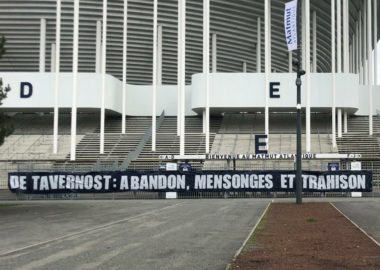 Matmut
D
E
E
A-D
BIENVENUE AU MATMUT ATLANTIQUE
DE TAVERNOST : ABANDON, MENSONGES ET TRAHISON